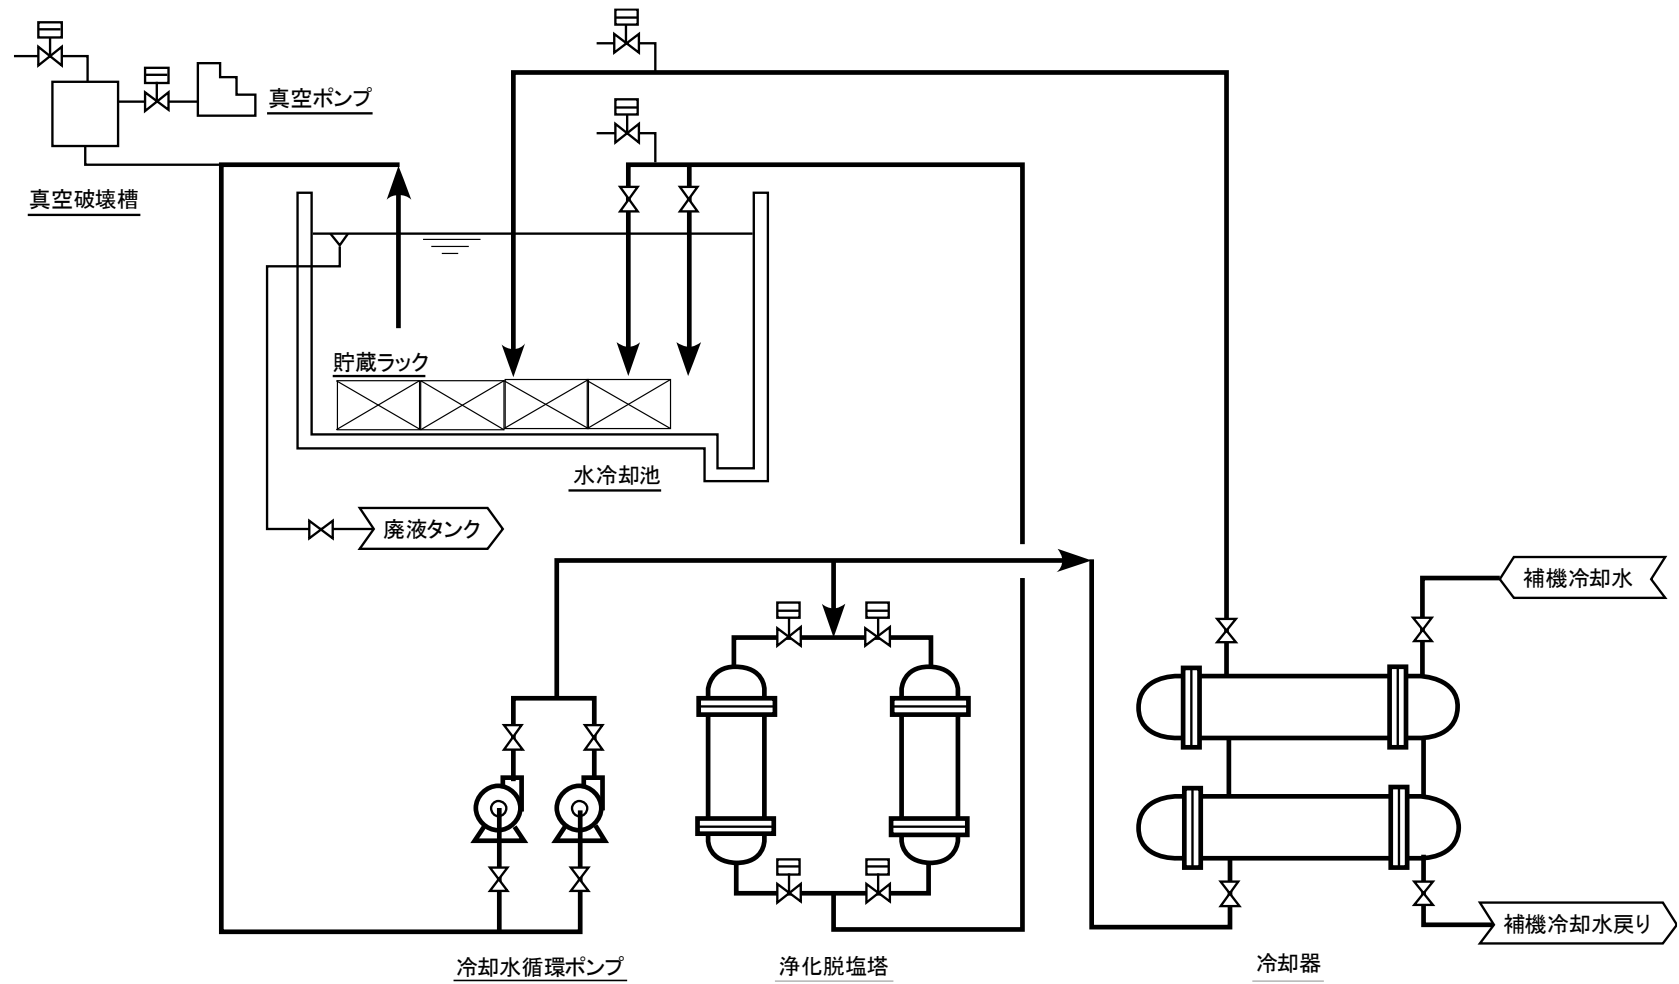 真空ポンプ
真空破壊槽
貯蔵ラック
水冷却池
廃液タンク
補機冷却水
補機冷却水戻り
冷却水循環ポンプ
浄化脱塩塔
冷却器